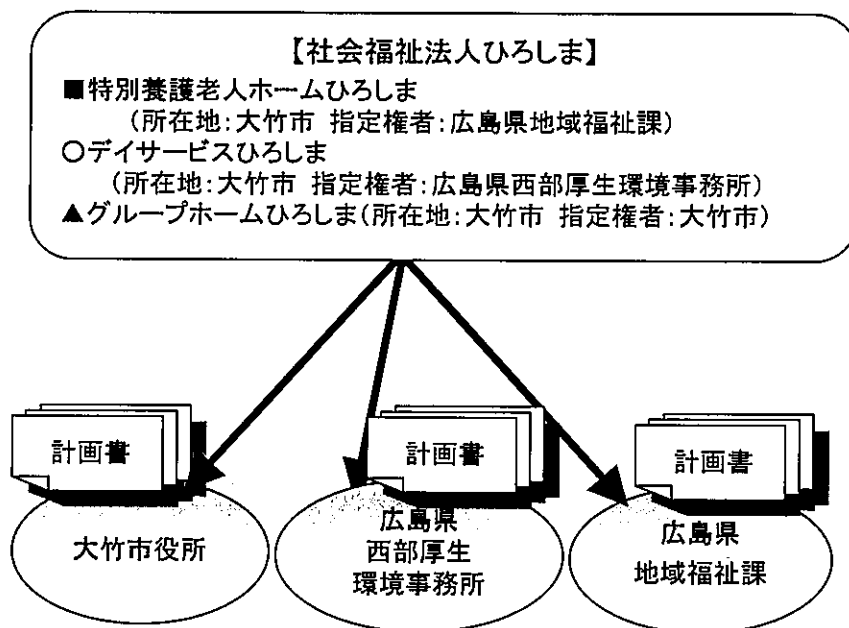 【社会福祉法人ひろしま】
■特別養護老人ホームひろしま
(所在地:大竹市 指定権者:広島県地域福祉課)
○デイサービスひろしま
(所在地:大竹市 指定権者:広島県西部厚生環境事務所)
▲グループホームひろしま(所在地:大竹市 指定権者:大竹市)
計画書
計画書
計画書
大竹市役所
広島県
西部厚生
環境事務所
広島県
地域福祉課